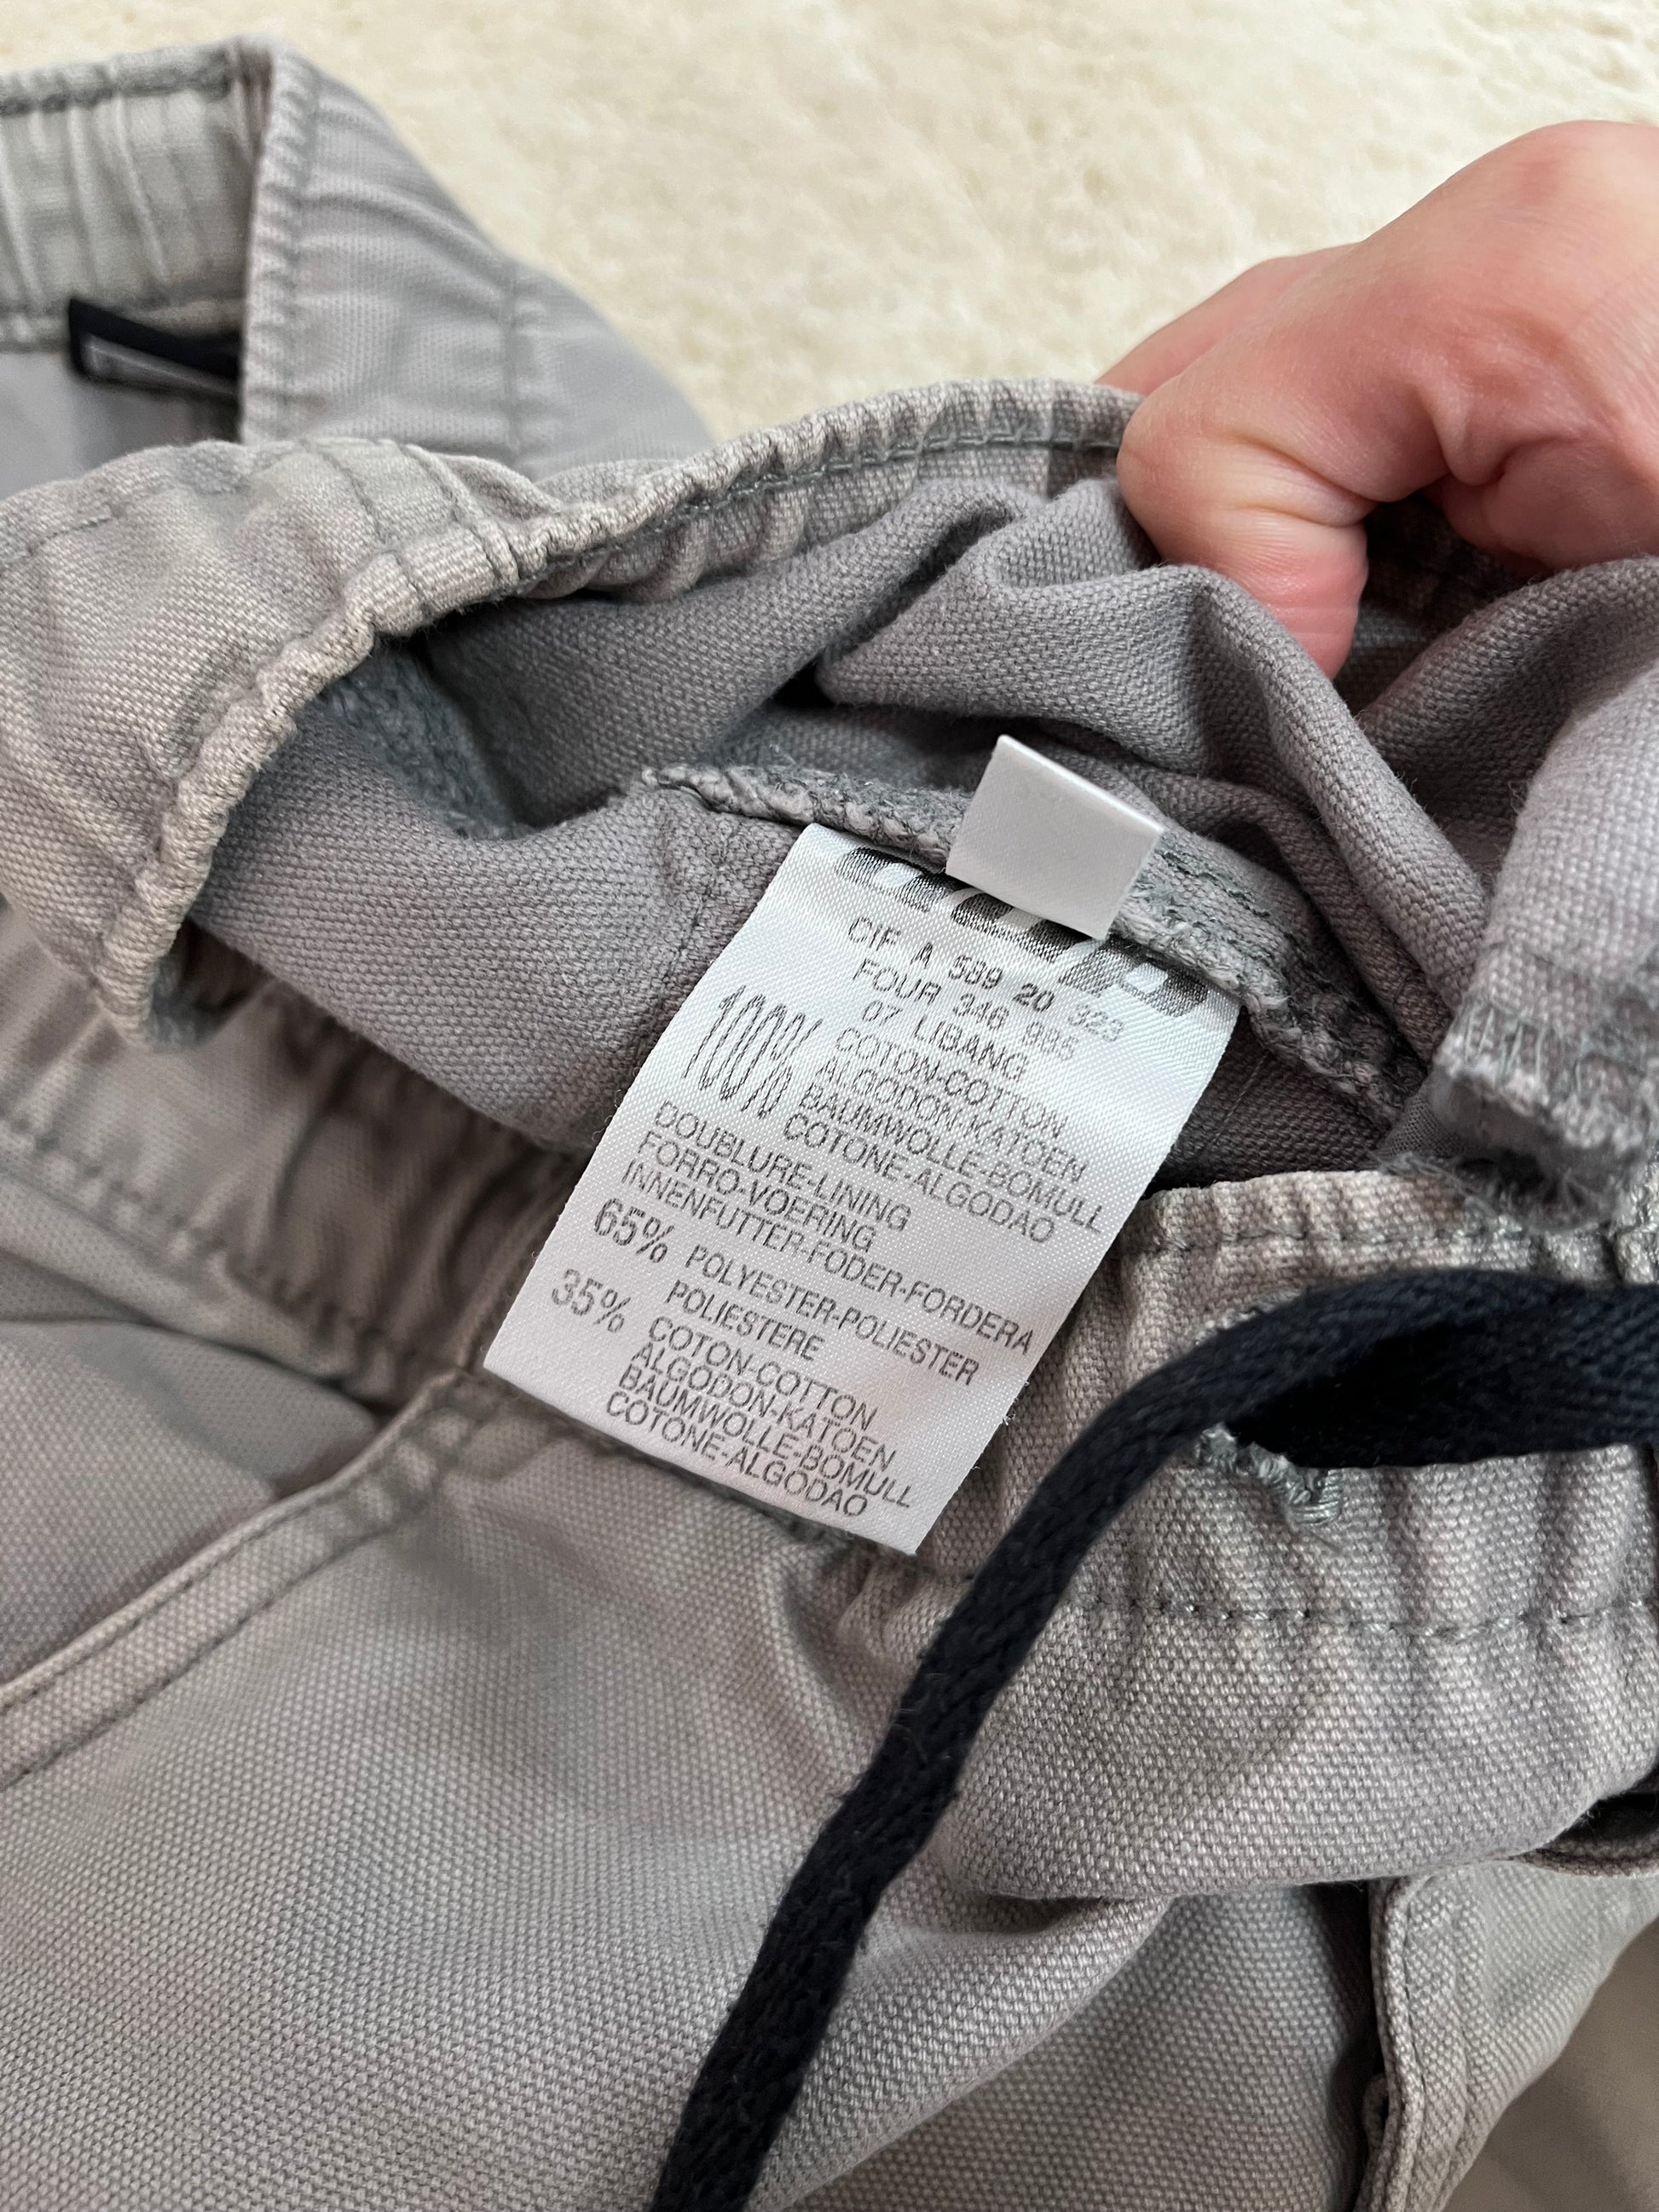 CIF A 589 20 323
FOUR 346 985
07 LIBANG
100% COTON-COTTON
ALGODON-KATOEN
BAUMWOLLE-BOMULL
COTONE-ALGODAO
DOUBLURE-LINING
FORRO-VOERING
INNENFUTTER-FODER-FORDERA
65% POLYESTER-POLIESTER
POLIESTERE
35% COTON-COTTON
ALGODON-KATOEN
BAUMWOLLE-BOMULL
COTONE-ALGODAO